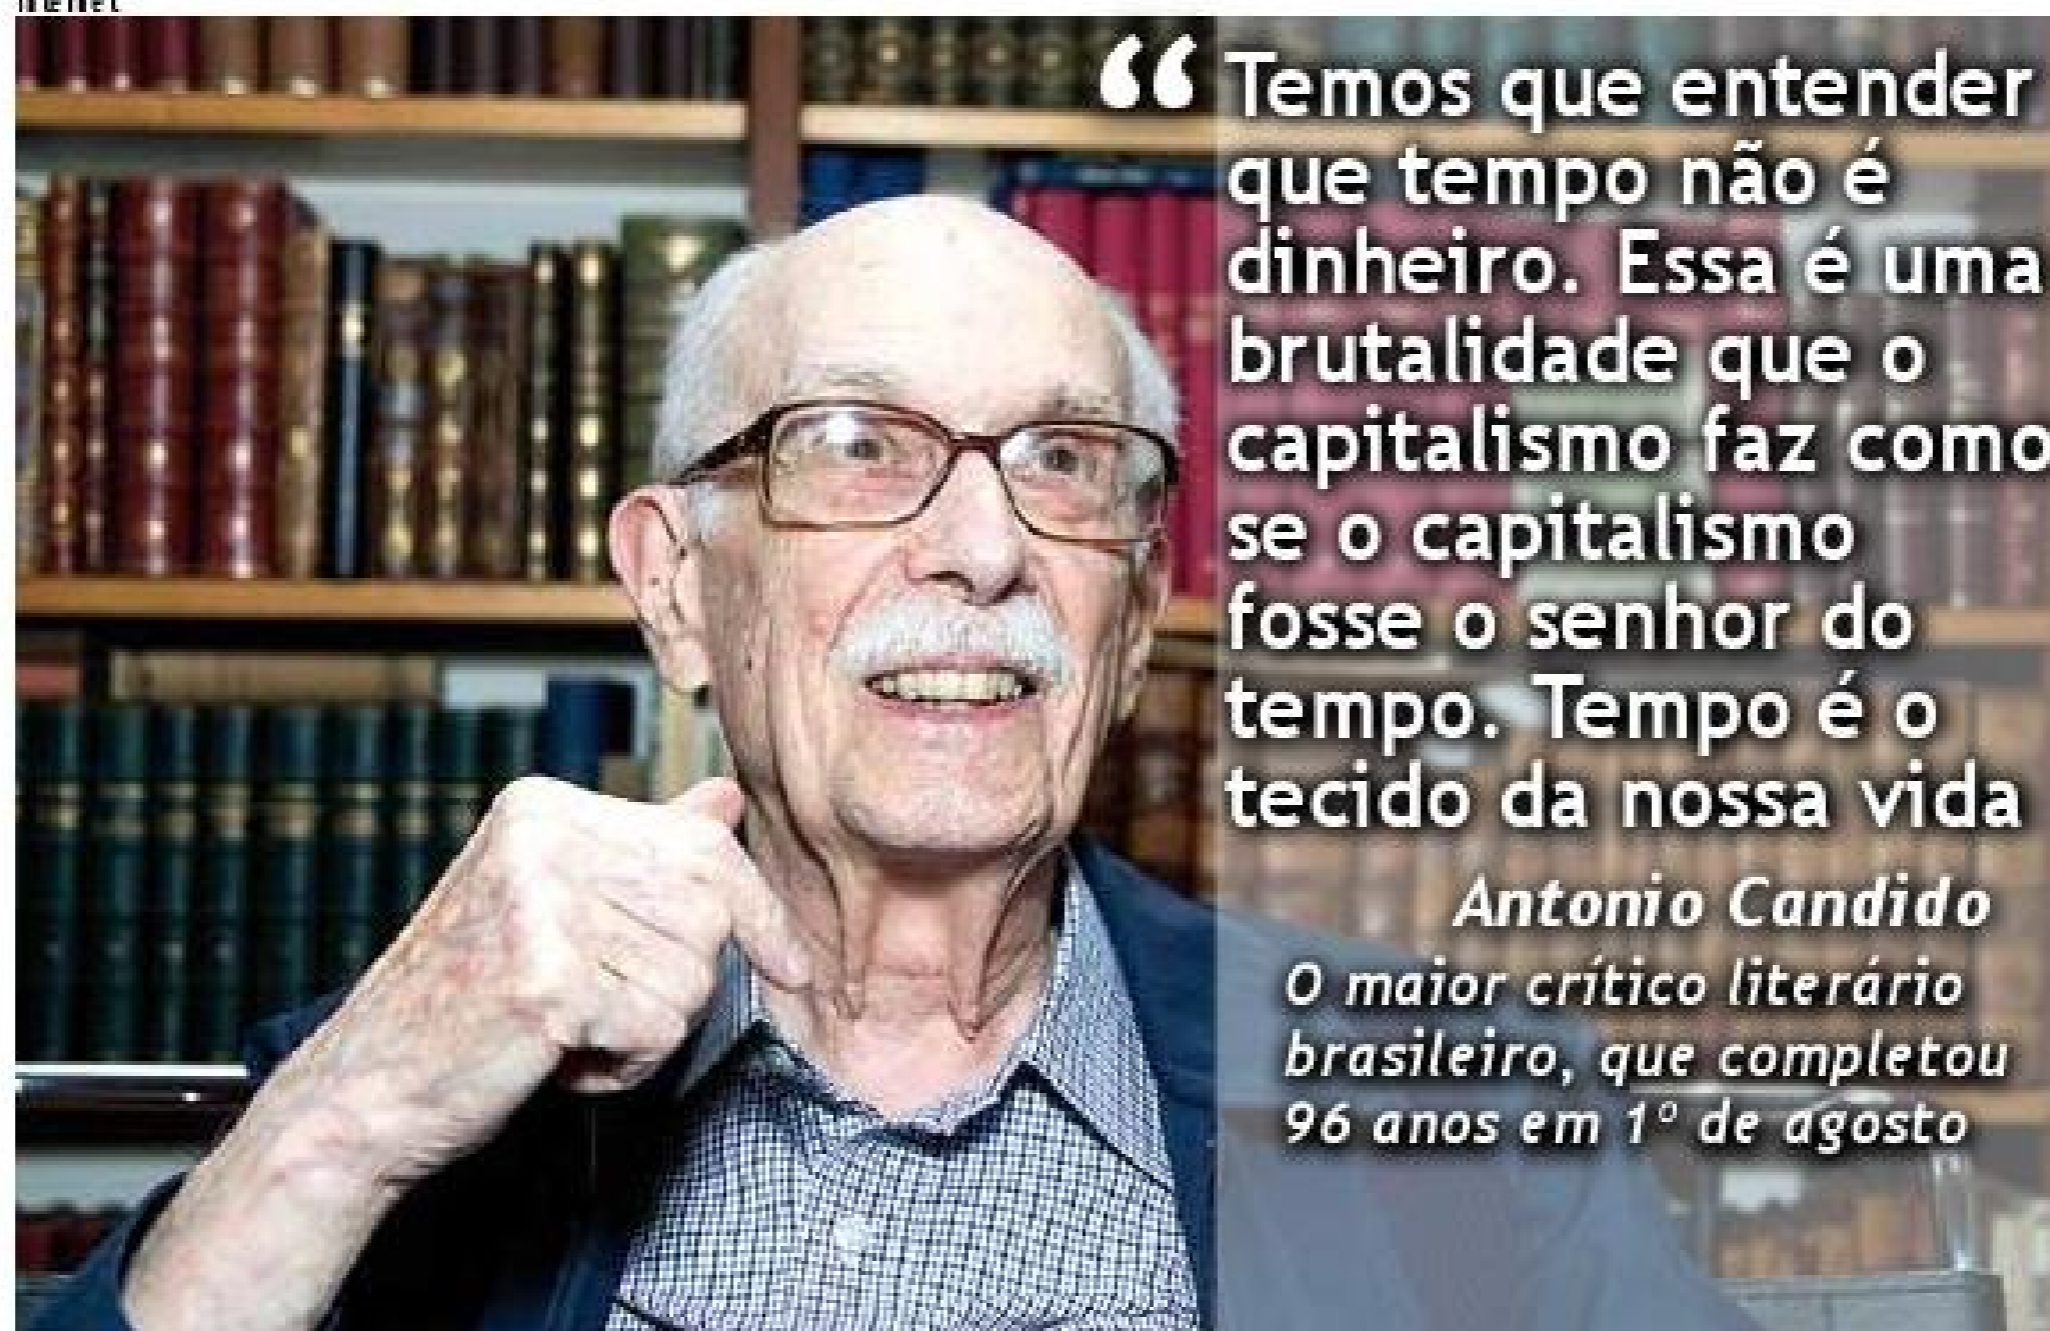 “Temos que entender
que tempo não é
dinheiro. Essa é uma
brutalidade que o
capitalismo faz como
se o capitalismo
fosse o senhor do
tempo. Tempo é o
tecido da nossa vida
Antonio Candido
O maior crítico literário
brasileiro, que completou
96 anos em 1º de agosto